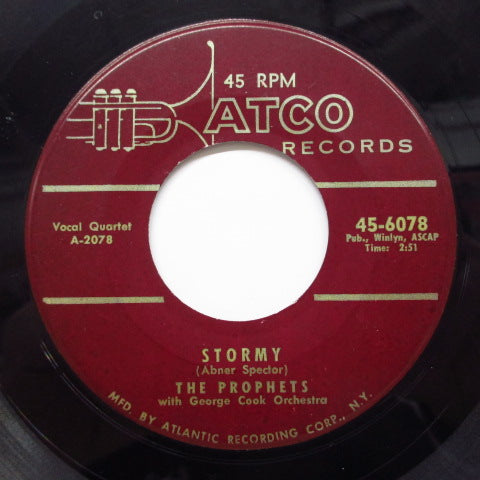 45 RPM
ATCO
RECORDS
Vocal Quartet
A-2078
45-6078
Pub., Winlyn, ASCAP
Time: 2:51
STORMY
(Abner Spector)
THE PROPHETS
with George Cook Orchestra
MFD. BY ATLANTIC RECORDING CORP., N.Y.